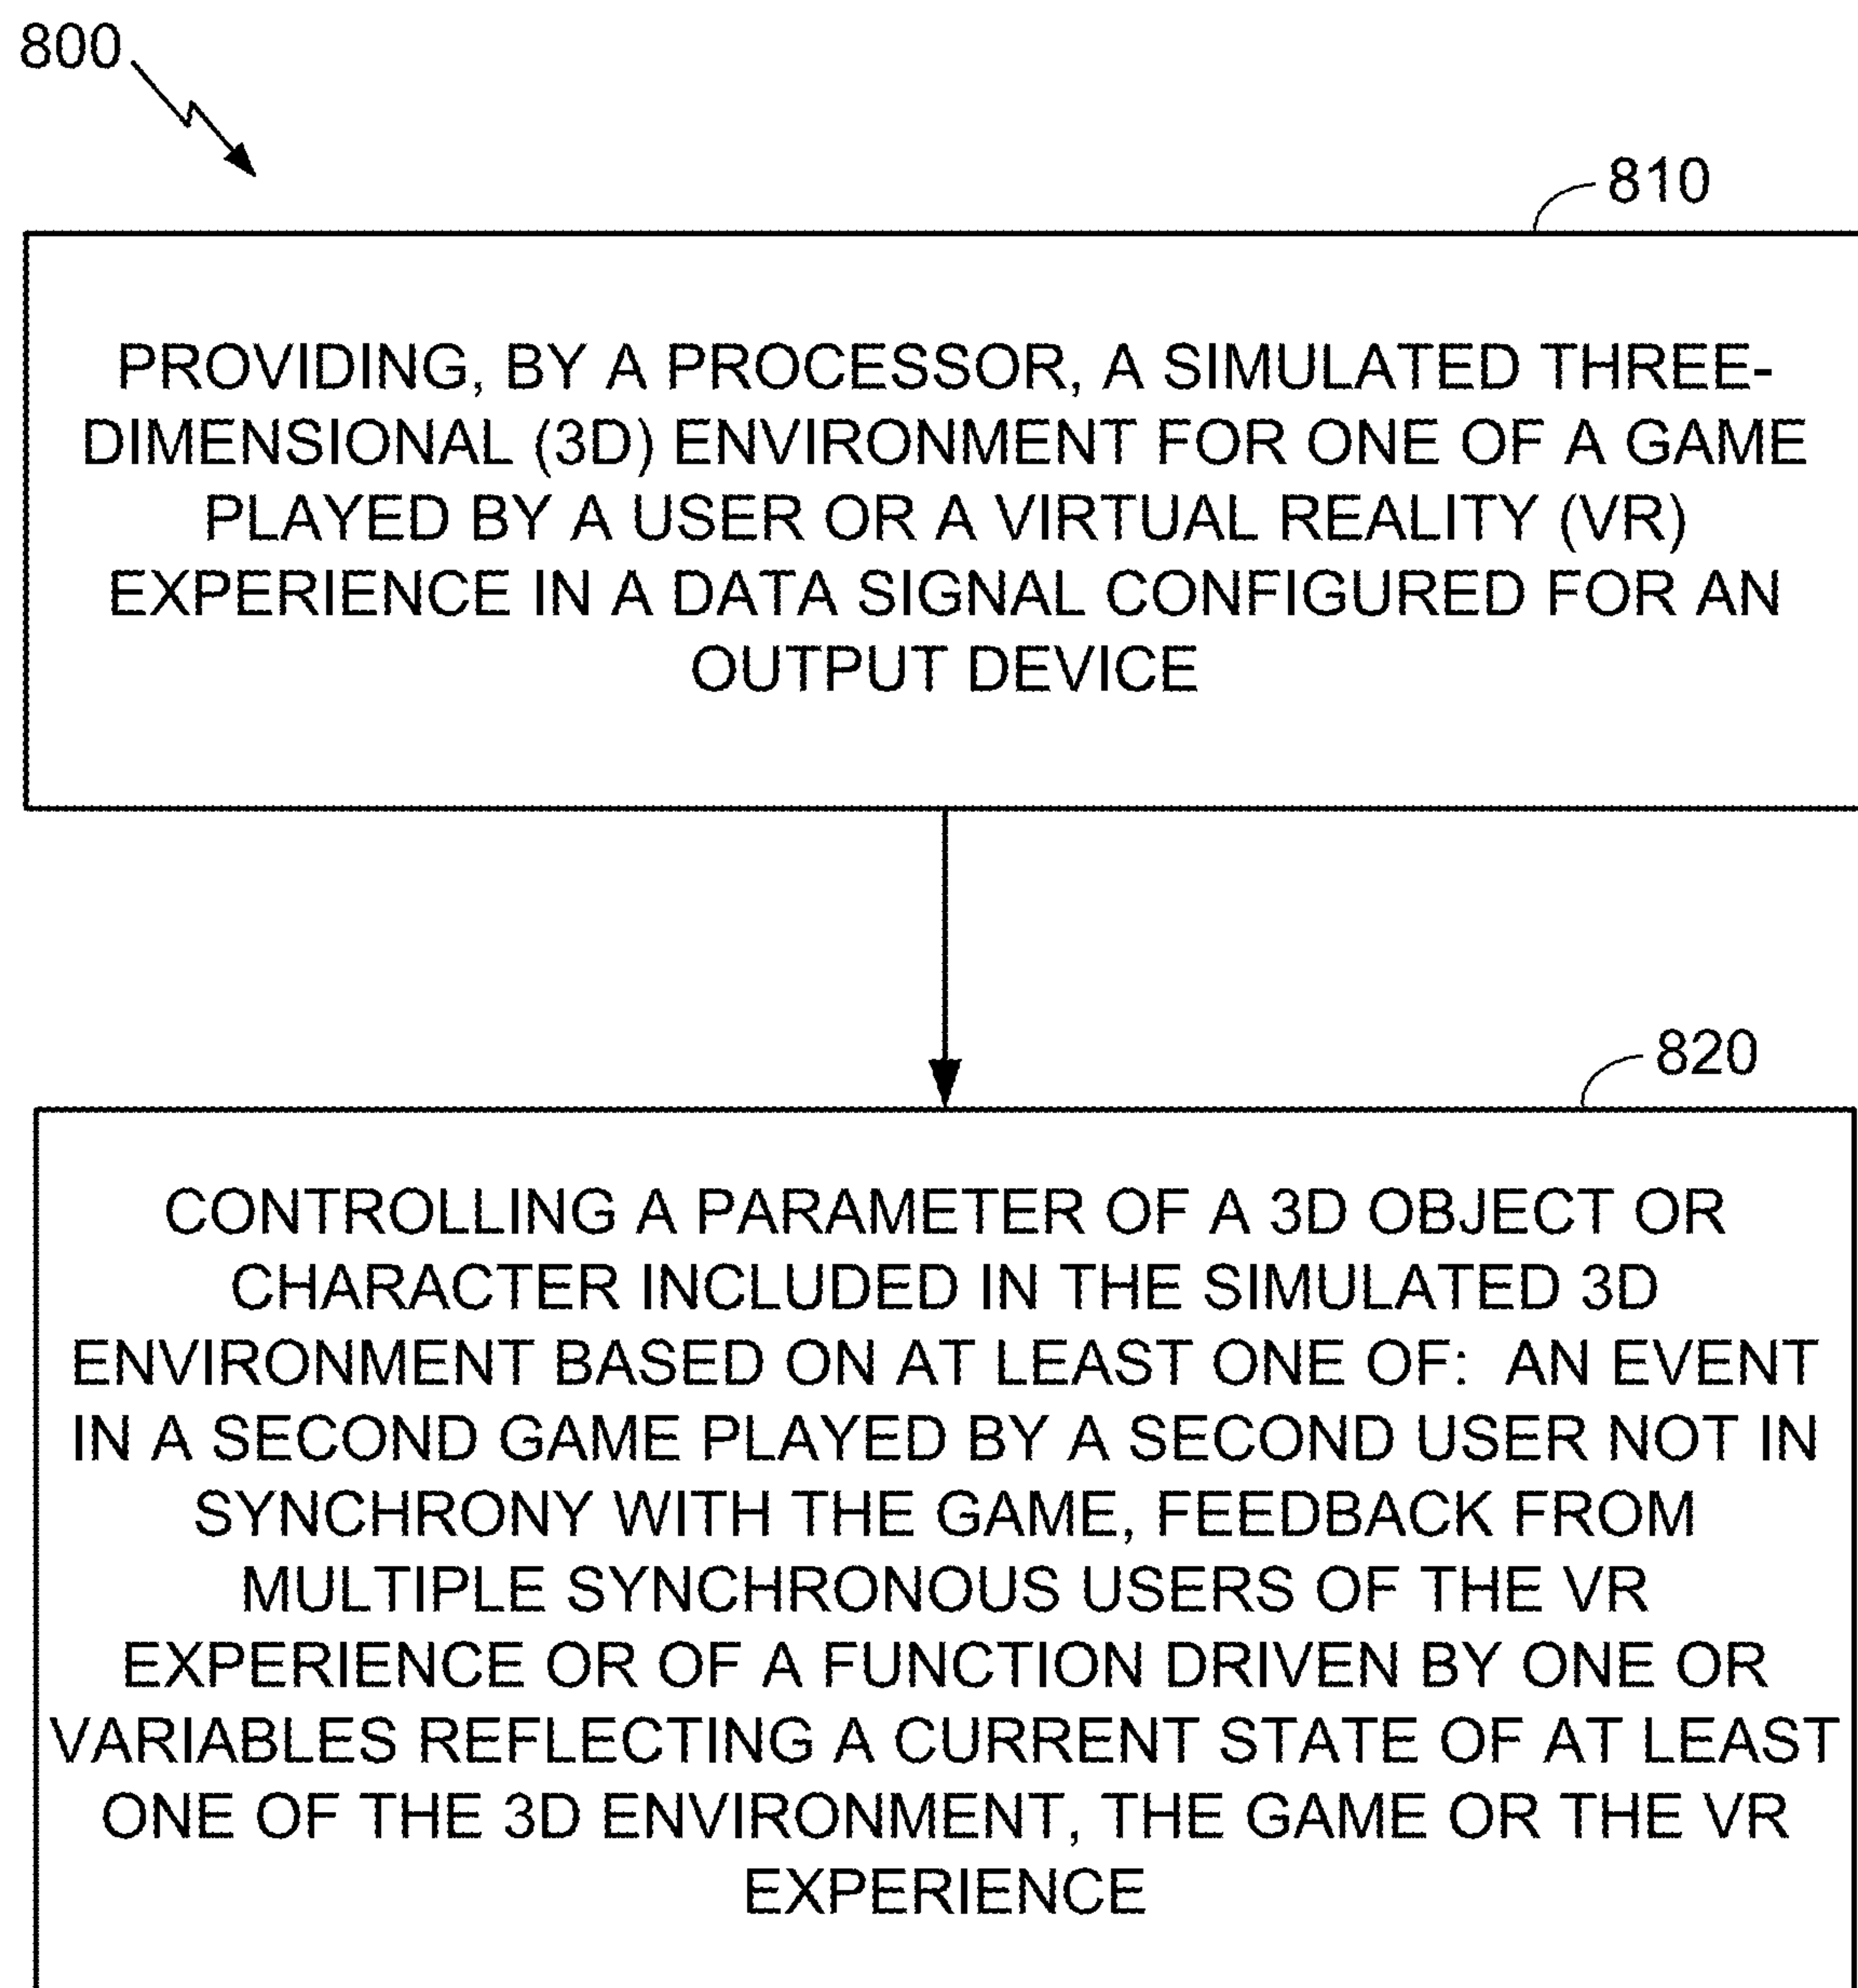 800
810
PROVIDING, BY A PROCESSOR, A SIMULATED THREE-
DIMENSIONAL (3D) ENVIRONMENT FOR ONE OF A GAME
PLAYED BY A USER OR A VIRTUAL REALITY (VR)
EXPERIENCE IN A DATA SIGNAL CONFIGURED FOR AN
OUTPUT DEVICE
820
CONTROLLING A PARAMETER OF A 3D OBJECT OR
CHARACTER INCLUDED IN THE SIMULATED 3D
ENVIRONMENT BASED ON AT LEAST ONE OF: AN EVENT
IN A SECOND GAME PLAYED BY A SECOND USER NOT IN
SYNCHRONY WITH THE GAME, FEEDBACK FROM
MULTIPLE SYNCHRONOUS USERS OF THE VR
EXPERIENCE OR OF A FUNCTION DRIVEN BY ONE OR
VARIABLES REFLECTING A CURRENT STATE OF AT LEAST
ONE OF THE 3D ENVIRONMENT, THE GAME OR THE VR
EXPERIENCE